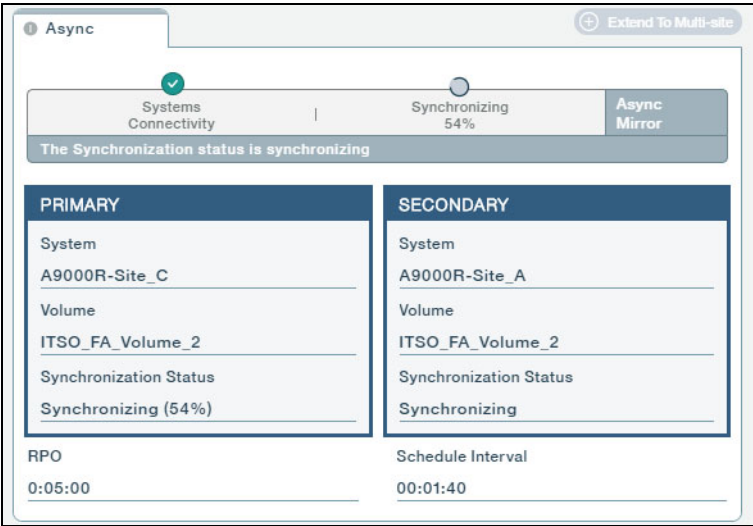 Async
Extend To Multi-site
Systems
Connectivity
Synchronizing
54%
Async
Mirror
The Synchronization status is synchronizing
PRIMARY
System
A9000R-Site_C
Volume
ITSO_FA_Volume_2
Synchronization Status
Synchronizing (54%)
SECONDARY
System
A9000R-Site_A
Volume
ITSO_FA_Volume_2
Synchronization Status
Synchronizing
RPO
0:05:00
Schedule Interval
00:01:40